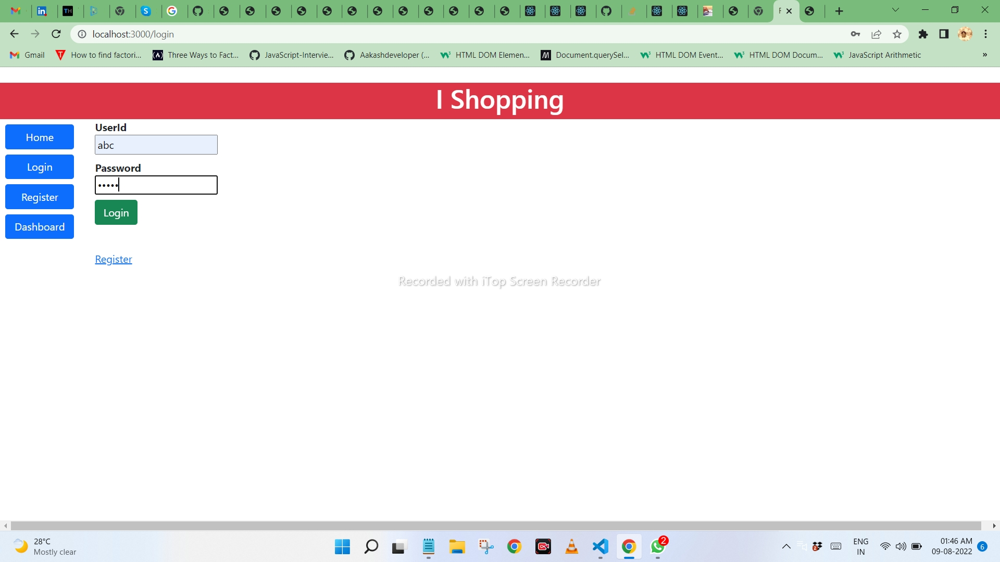 in
TH
S
G
F
localhost:3000/login
Gmail
How to find factori...
Three Ways to Fact...
JavaScript-Intervie...
Aakashdeveloper (...
HTML DOM Elemen...
Document.querySel...
HTML DOM Event...
HTML DOM Docum...
JavaScript Arithmetic
»
I Shopping
Home
Login
Register
Dashboard
UserId
abc
Password
•••••
Login
Register
Recorded with iTop Screen Recorder
28°C
Mostly clear
2
2
ENG
IN
01:46 AM
09-08-2022
6